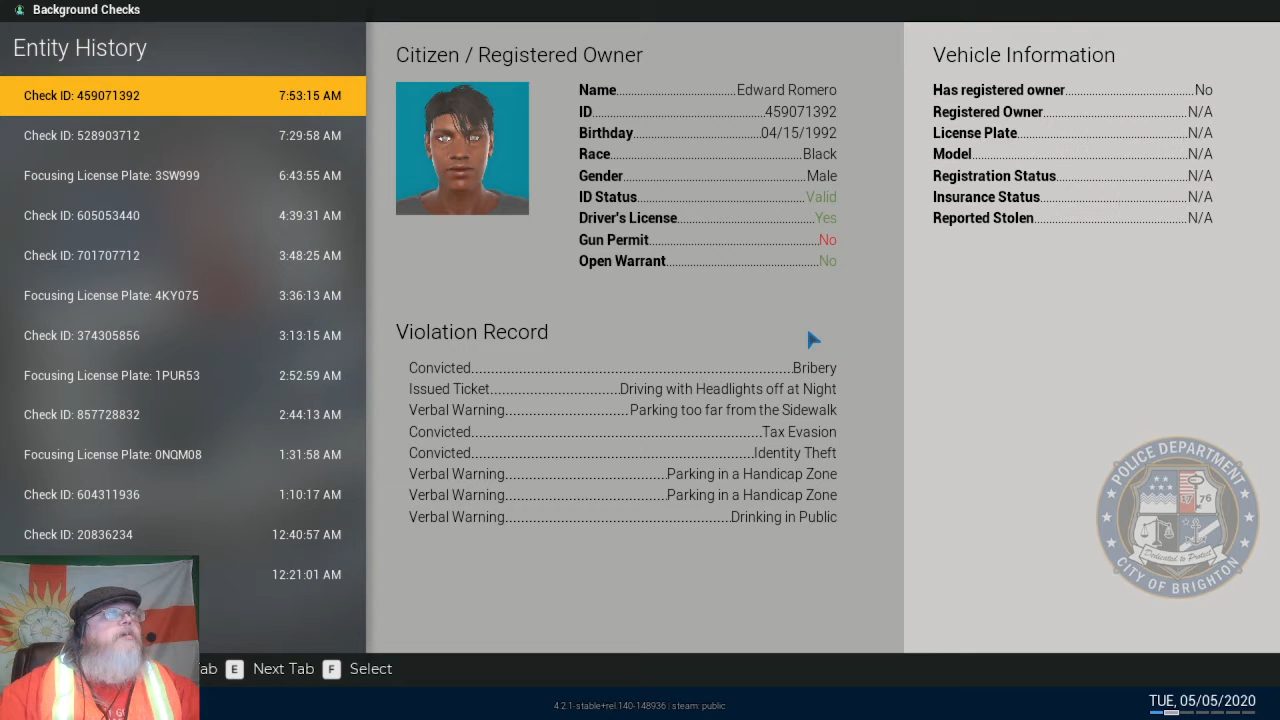 Background Checks
Entity History
Check ID: 459071392 7:53:15 AM
Check ID: 528903712 7:29:58 AM
Focusing License Plate: 3SW999 6:43:55 AM
Check ID: 605053440 4:39:31 AM
Check ID: 701707712 3:48:25 AM
Focusing License Plate: 4KY075 3:36:13 AM
Check ID: 374305856 3:13:15 AM
Focusing License Plate: 1PUR53 2:52:59 AM
Check ID: 857728832 2:44:13 AM
Focusing License Plate: 0NQM08 1:31:58 AM
Check ID: 604311936 1:10:17 AM
Check ID: 20836234 12:40:57 AM
12:21:01 AM
Citizen / Registered Owner
Name Edward Romero
ID 459071392
Birthday 04/15/1992
Race Black
Gender Male
ID Status Valid
Driver's License Yes
Gun Permit No
Open Warrant No
Violation Record
Convicted Bribery
Issued Ticket Driving with Headlights off at Night
Verbal Warning Parking too far from the Sidewalk
Convicted Tax Evasion
Convicted Identity Theft
Verbal Warning Parking in a Handicap Zone
Verbal Warning Parking in a Handicap Zone
Verbal Warning Drinking in Public
Vehicle Information
Has registered owner No
Registered Owner N/A
License Plate N/A
Model N/A
Registration Status N/A
Insurance Status N/A
Reported Stolen N/A
POLICE DEPARTMENT
17 76
Dedicated to Protect
CITY OF BRIGHTON
ab E Next Tab F Select
4.2.1-stable+rel.140-148936 | steam: public
TUE, 05/05/2020